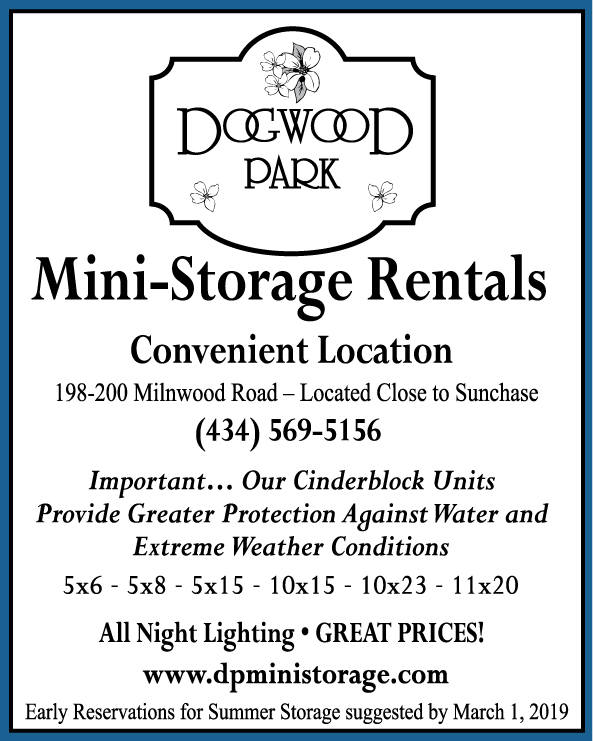 DOGWOOD
PARK
Mini-Storage Rentals
Convenient Location
198-200 Milnwood Road – Located Close to Sunchase
(434) 569-5156
Important... Our Cinderblock Units
Provide Greater Protection Against Water and
Extreme Weather Conditions
5x6 - 5x8 - 5x15 - 10x15 - 10x23 - 11x20
All Night Lighting • GREAT PRICES!
www.dpministorage.com
Early Reservations for Summer Storage suggested by March 1, 2019